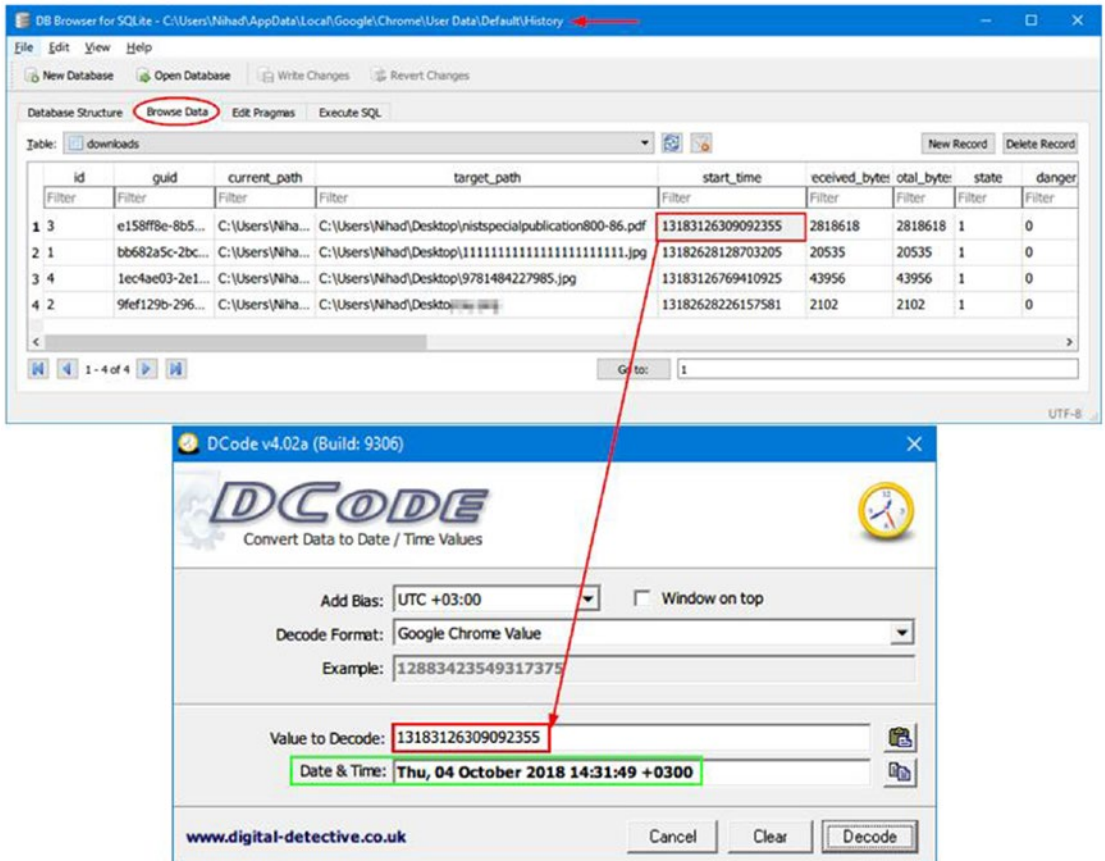 DB Browser for SQLite - C:\Users\Nihad\AppData\Local\Google\Chrome\User Data\Default\History
File Edit View Help
New Database Open Database Write Changes Revert Changes
Database Structure Browse Data Edit Pragmas Execute SQL
Table: downloads New Record Delete Record
id guid current_path target_path start_time eceived_byte: otal_byte: state danger
Filter Filter Filter Filter Filter Filter Filter Filter Filter
1 3 e158ff8e-8b5... C:\Users\Niha... C:\Users\Nihad\Desktop\nistspecialpublication800-86.pdf 13183126309092355 2818618 2818618 1 0
2 1 bb682a5c-2bc... C:\Users\Niha... C:\Users\Nihad\Desktop\11111111111111111111111.jpg 13182628128703205 20535 20535 1 0
3 4 1ec4ae03-2e1... C:\Users\Niha... C:\Users\Nihad\Desktop\9781484227985.jpg 13183126769410925 43956 43956 1 0
4 2 9fef129b-296... C:\Users\Niha... C:\Users\Nihad\Deskto 13182628226157581 2102 2102 1 0
1 - 4 of 4 Go to: 1
UTF-8
DCode v4.02a (Build: 9306)
DCODE
Convert Data to Date / Time Values
Add Bias: UTC +03:00 Window on top
Decode Format: Google Chrome Value
Example: 12883423549317375
Value to Decode: 13183126309092355
Date & Time: Thu, 04 October 2018 14:31:49 +0300
www.digital-detective.co.uk Cancel Clear Decode